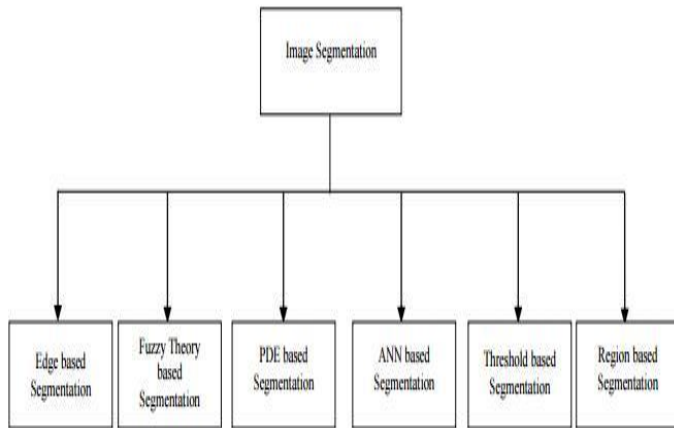 Image Segmentation
Edge based
Segmentation
Fuzzy Theory
based
Segmentation
PDE based
Segmentation
ANN based
Segmentation
Threshold based
Segmentation
Region based
Segmentation